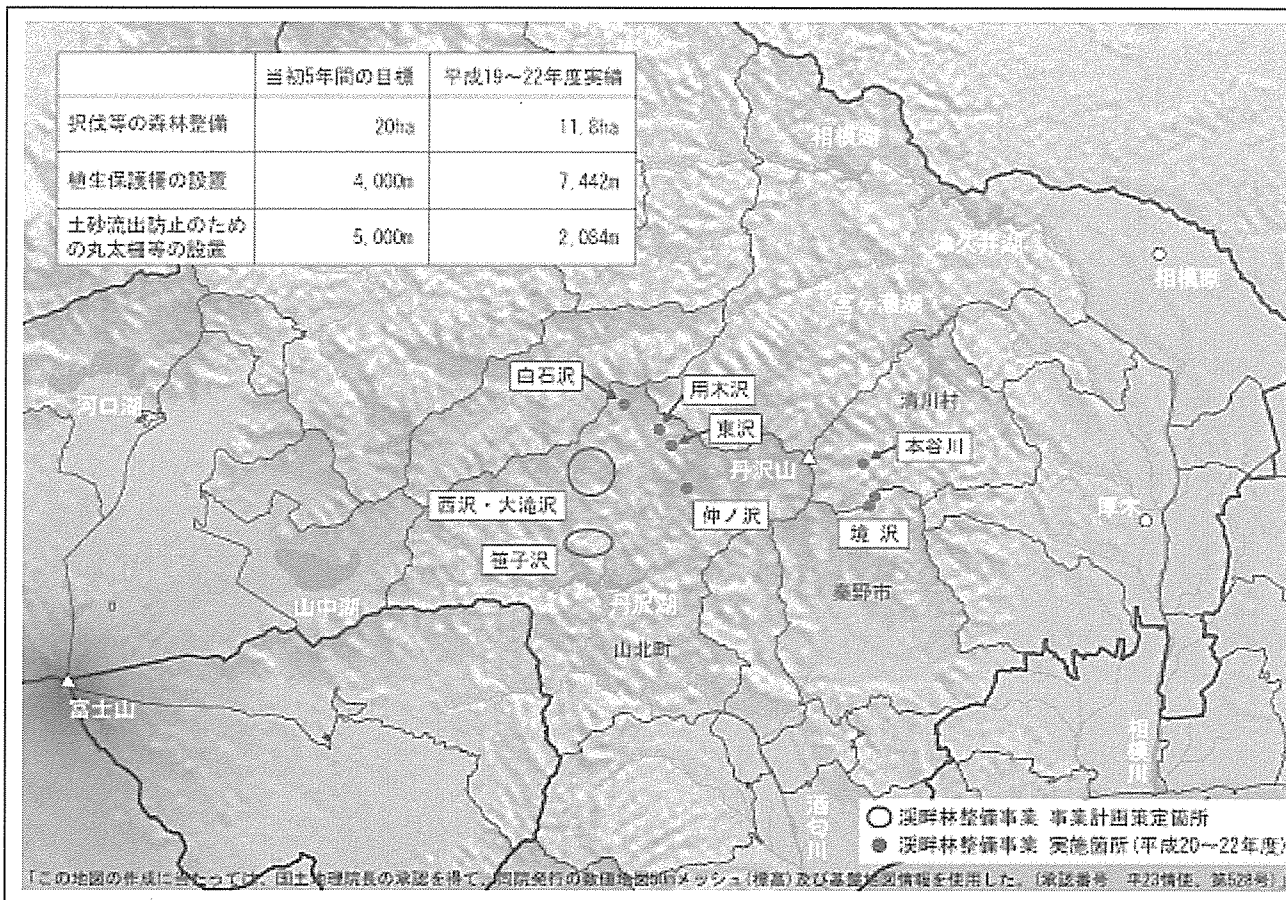 当初5年間の目標 平成19～22年度実績
択伐等の森林整備 20ha 11.8ha
植生保護柵の設置 4,000m 7,442m
土砂流出防止のため
の丸太柵等の設置 5,000m 2,064m
相模湖
津久井湖
相模原
宮ヶ瀬湖
白石沢
用木沢
河口湖
清川村
東沢
本谷川
丹沢山
西沢・大滝沢
仲ノ沢
厚木
境 沢
笹子沢
秦野市
山中湖
丹沢湖
山北町
富士山
相模川
酒匂川
渓畔林整備事業 事業計画策定箇所
渓畔林整備事業 実施箇所(平成20～22年度)
「この地図の作成に当たっては、国土地理院長の承認を得て、同院発行の数値地図50mメッシュ(標高)及び基盤地図情報を使用した。(承認番号 平23情使、第528号)」